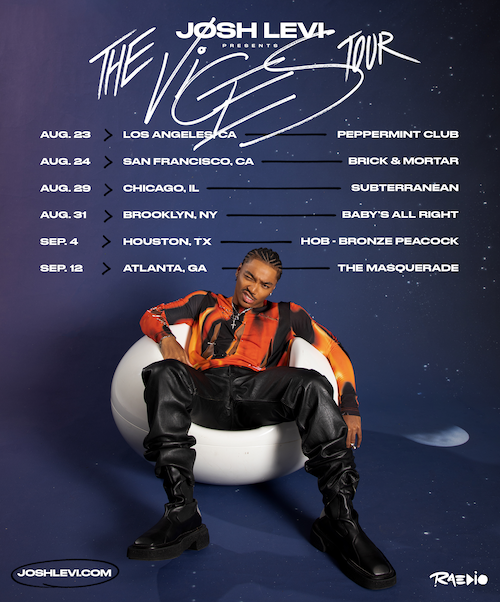 JØSH LEVI
PRESENTS
THE VICES TOUR
AUG. 23 LOS ANGELES, CA PEPPERMINT CLUB
AUG. 24 SAN FRANCISCO, CA BRICK & MORTAR
AUG. 29 CHICAGO, IL SUBTERRANEAN
AUG. 31 BROOKLYN, NY BABY'S ALL RIGHT
SEP. 4 HOUSTON, TX HOB - BRONZE PEACOCK
SEP. 12 ATLANTA, GA THE MASQUERADE
JOSHLEVI.COM
RAEDIO